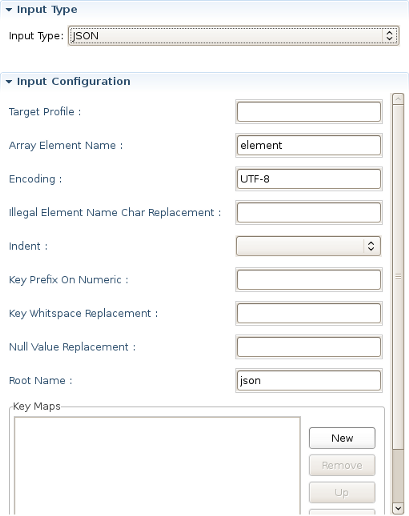 Input Type
Input Type: JSON
Input Configuration
Target Profile :
Array Element Name : element
Encoding : UTF-8
Illegal Element Name Char Replacement :
Indent :
Key Prefix On Numeric :
Key Whitspace Replacement :
Null Value Replacement :
Root Name : json
Key Maps
New
Remove
Up